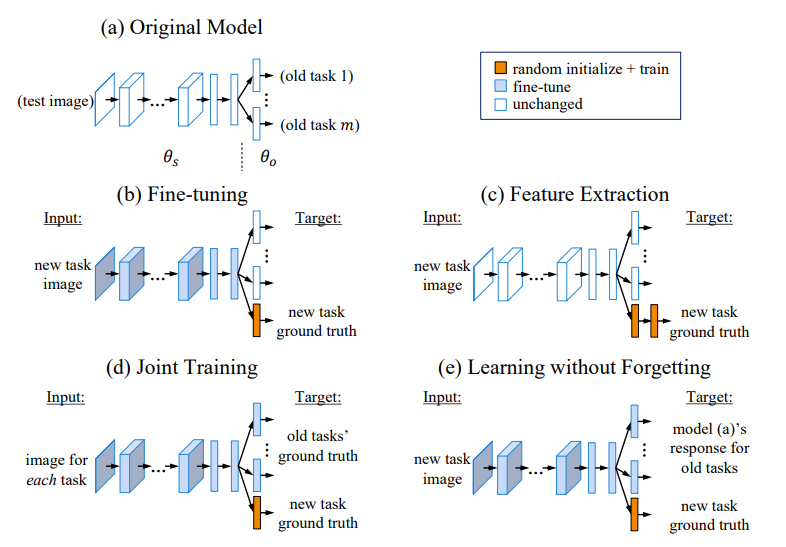 (a) Original Model
(test image)
...
(old task 1)
(old task m)
θs
θo
random initialize + train
fine-tune
unchanged
(b) Fine-tuning
Input:
Target:
new task
image
...
new task
ground truth
(c) Feature Extraction
Input:
Target:
new task
image
...
new task
ground truth
(d) Joint Training
Input:
Target:
image for
each task
...
old tasks'
ground truth
new task
ground truth
(e) Learning without Forgetting
Input:
Target:
new task
image
...
model (a)'s
response for
old tasks
new task
ground truth